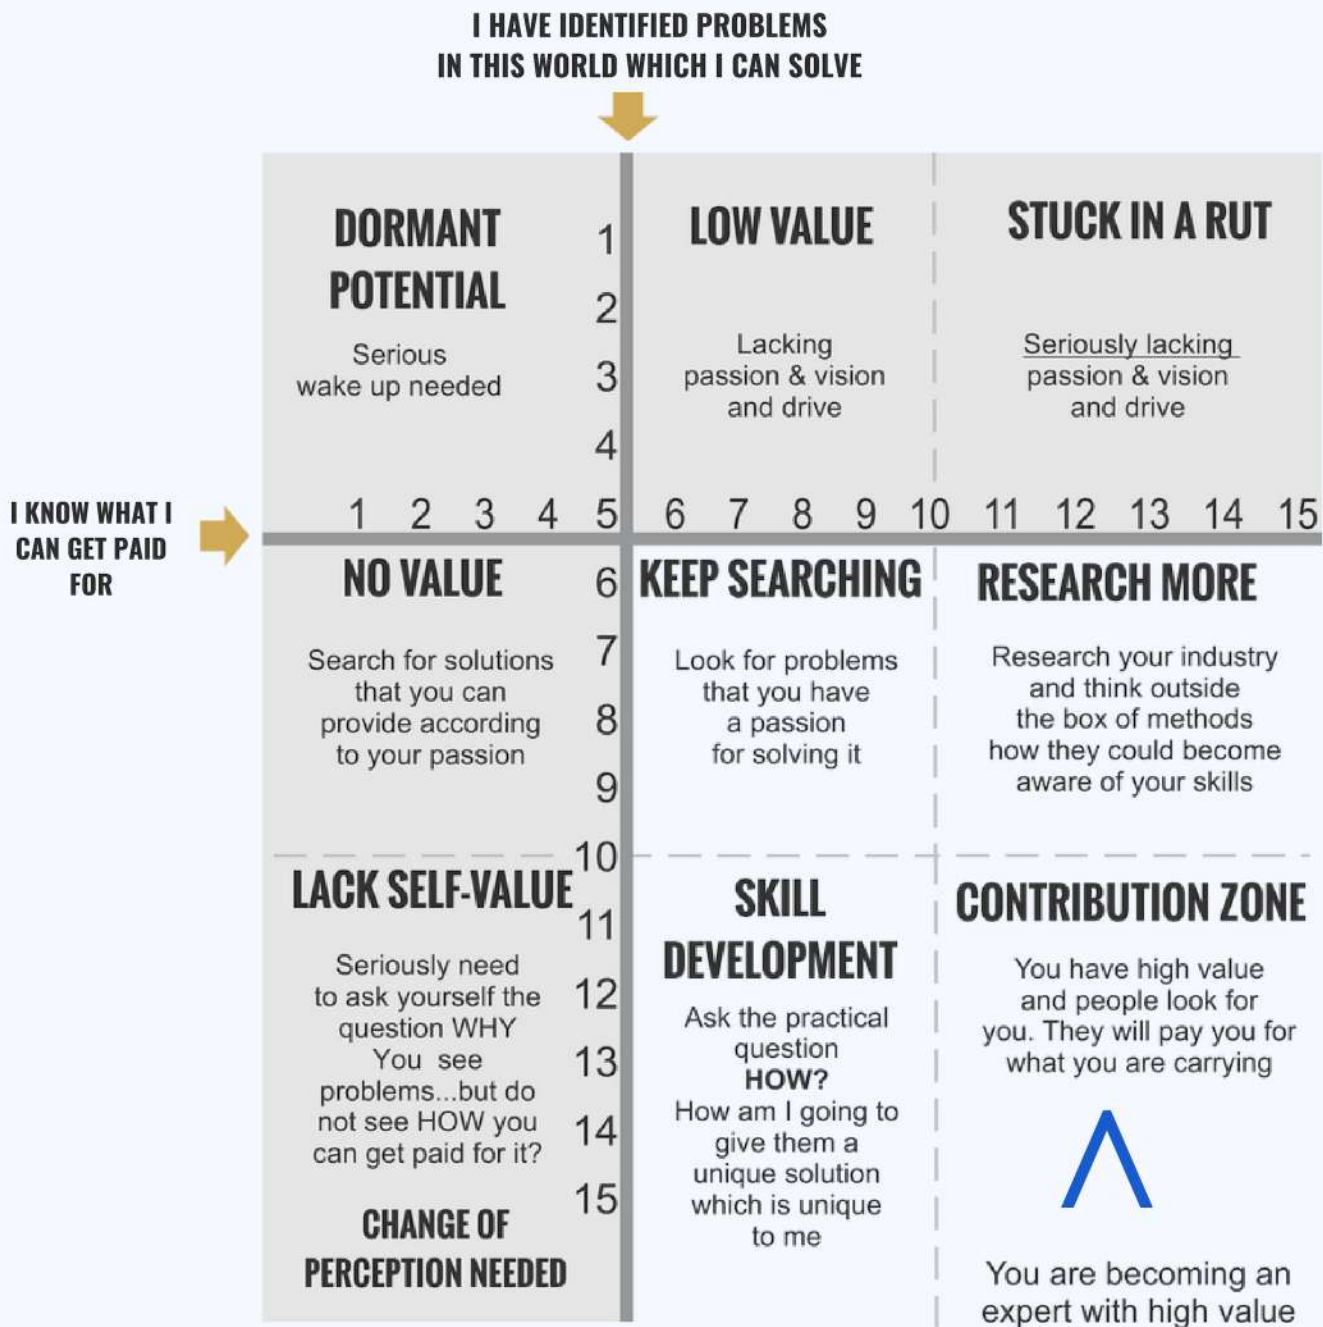 I HAVE IDENTIFIED PROBLEMS
IN THIS WORLD WHICH I CAN SOLVE
DORMANT
POTENTIAL
Serious
wake up needed
1
2
3
4
LOW VALUE
Lacking
passion & vision
and drive
STUCK IN A RUT
Seriously lacking
passion & vision
and drive
I KNOW WHAT I
CAN GET PAID
FOR
1 2 3 4 5 6 7 8 9 10 11 12 13 14 15
NO VALUE
Search for solutions
that you can
provide according
to your passion
6
7
8
9
10
KEEP SEARCHING
Look for problems
that you have
a passion
for solving it
RESEARCH MORE
Research your industry
and think outside
the box of methods
how they could become
aware of your skills
LACK SELF-VALUE
Seriously need
to ask yourself the
question WHY
You see
problems...but do
not see HOW you
can get paid for it?
CHANGE OF
PERCEPTION NEEDED
11
12
13
14
15
SKILL
DEVELOPMENT
Ask the practical
question
HOW?
How am I going to
give them a
unique solution
which is unique
to me
CONTRIBUTION ZONE
You have high value
and people look for
you. They will pay you for
what you are carrying
You are becoming an
expert with high value